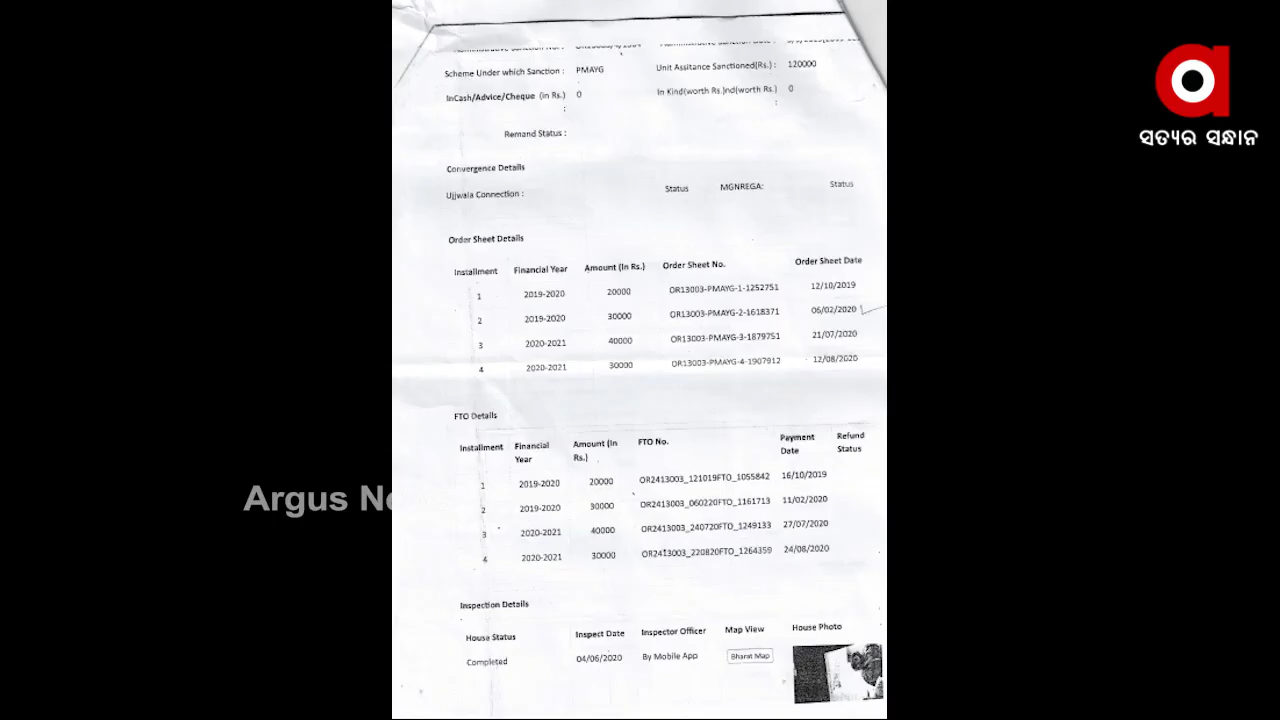 ସତ୍ୟର ସନ୍ଧାନ
Scheme Under which Sanction : PMAYG Unit Assitance Sanctioned(Rs.) : 120000
InCash/Advice/Cheque (in Rs.) : 0 In Kind(worth Rs.)nd(worth Rs.) : 0
Remand Status :
Convergence Details
Ujjwala Connection : Status MGNREGA: Status
Order Sheet Details
Installment Financial Year Amount (In Rs.) Order Sheet No. Order Sheet Date
1 2019-2020 20000 OR13003-PMAYG-1-1252751 12/10/2019
2 2019-2020 30000 OR13003-PMAYG-2-1618371 06/02/2020
3 2020-2021 40000 OR13003-PMAYG-3-1879751 21/07/2020
4 2020-2021 30000 OR13003-PMAYG-4-1907912 12/08/2020
FTO Details
Installment Financial Year Amount (In Rs.) FTO No. Payment Date Refund Status
1 2019-2020 20000 OR2413003_121019FTO_1055842 16/10/2019
2 2019-2020 30000 OR2413003_060220FTO_1161713 11/02/2020
3 2020-2021 40000 OR2413003_240720FTO_1249133 27/07/2020
4 2020-2021 30000 OR2413003_220820FTO_1264359 24/08/2020
Argus
Inspection Details
House Status Inspect Date Inspector Officer Map View House Photo
Completed 04/06/2020 By Mobile App Bharat Map